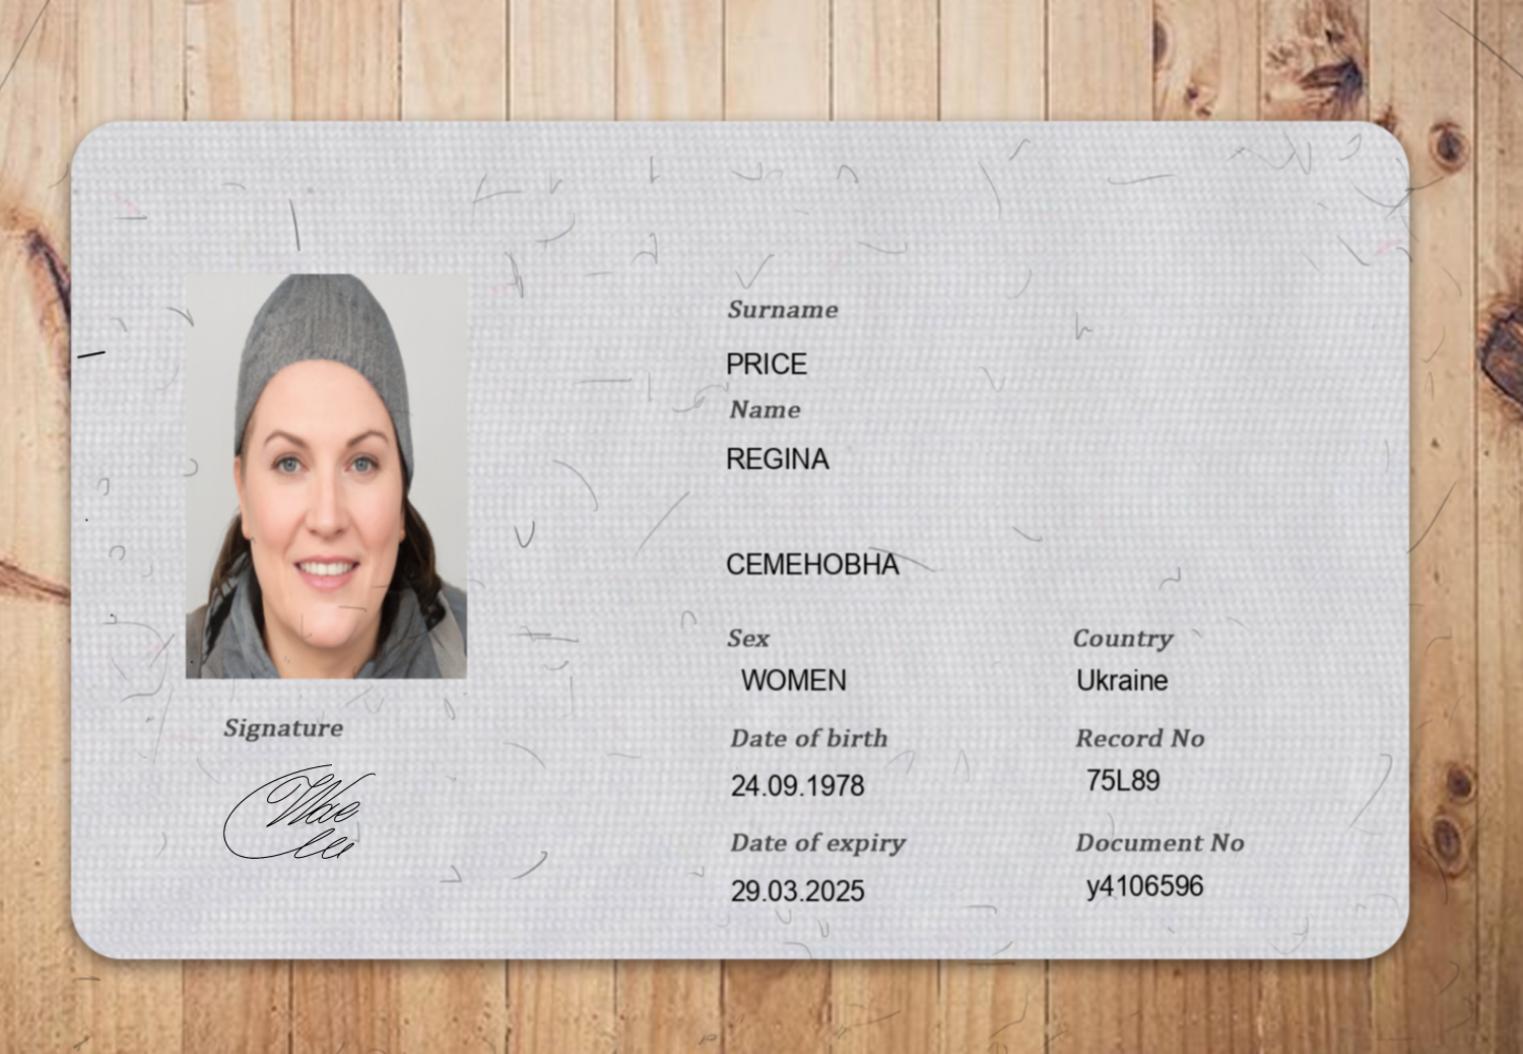 Surname
PRICE
Name
REGINA
CEMEHOBHA
Sex Country
WOMEN Ukraine
Signature
Date of birth Record No
24.09.1978 75L89
Date of expiry Document No
29.03.2025 y4106596